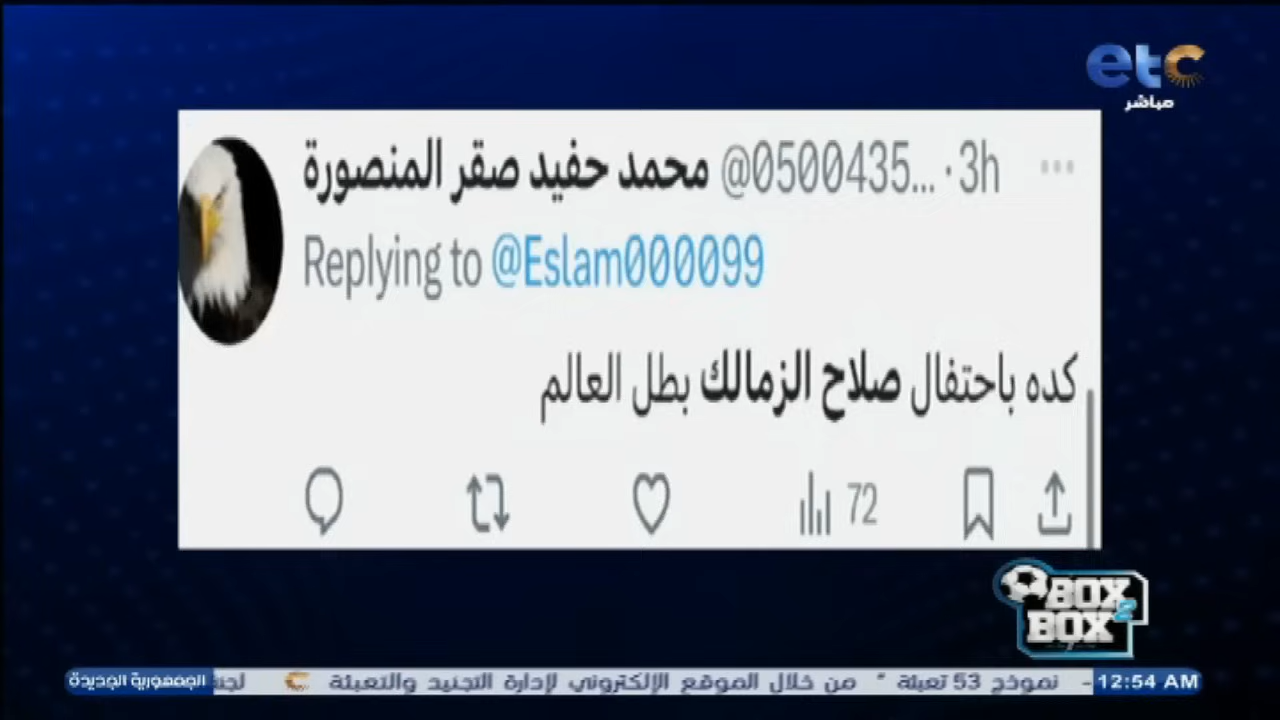 etc
مباشر
محمد حفيد صقر المنصورة @0500435... · 3h
Replying to @Eslam000099
كده باحتفال صلاح الزمالك بطل العالم
72
BOX 2 BOX
الجمهورية الجديدة
نموذج 53 تعبئة " من خلال الموقع الإلكتروني لإدارة التجنيد والتعبئة
12:54 AM